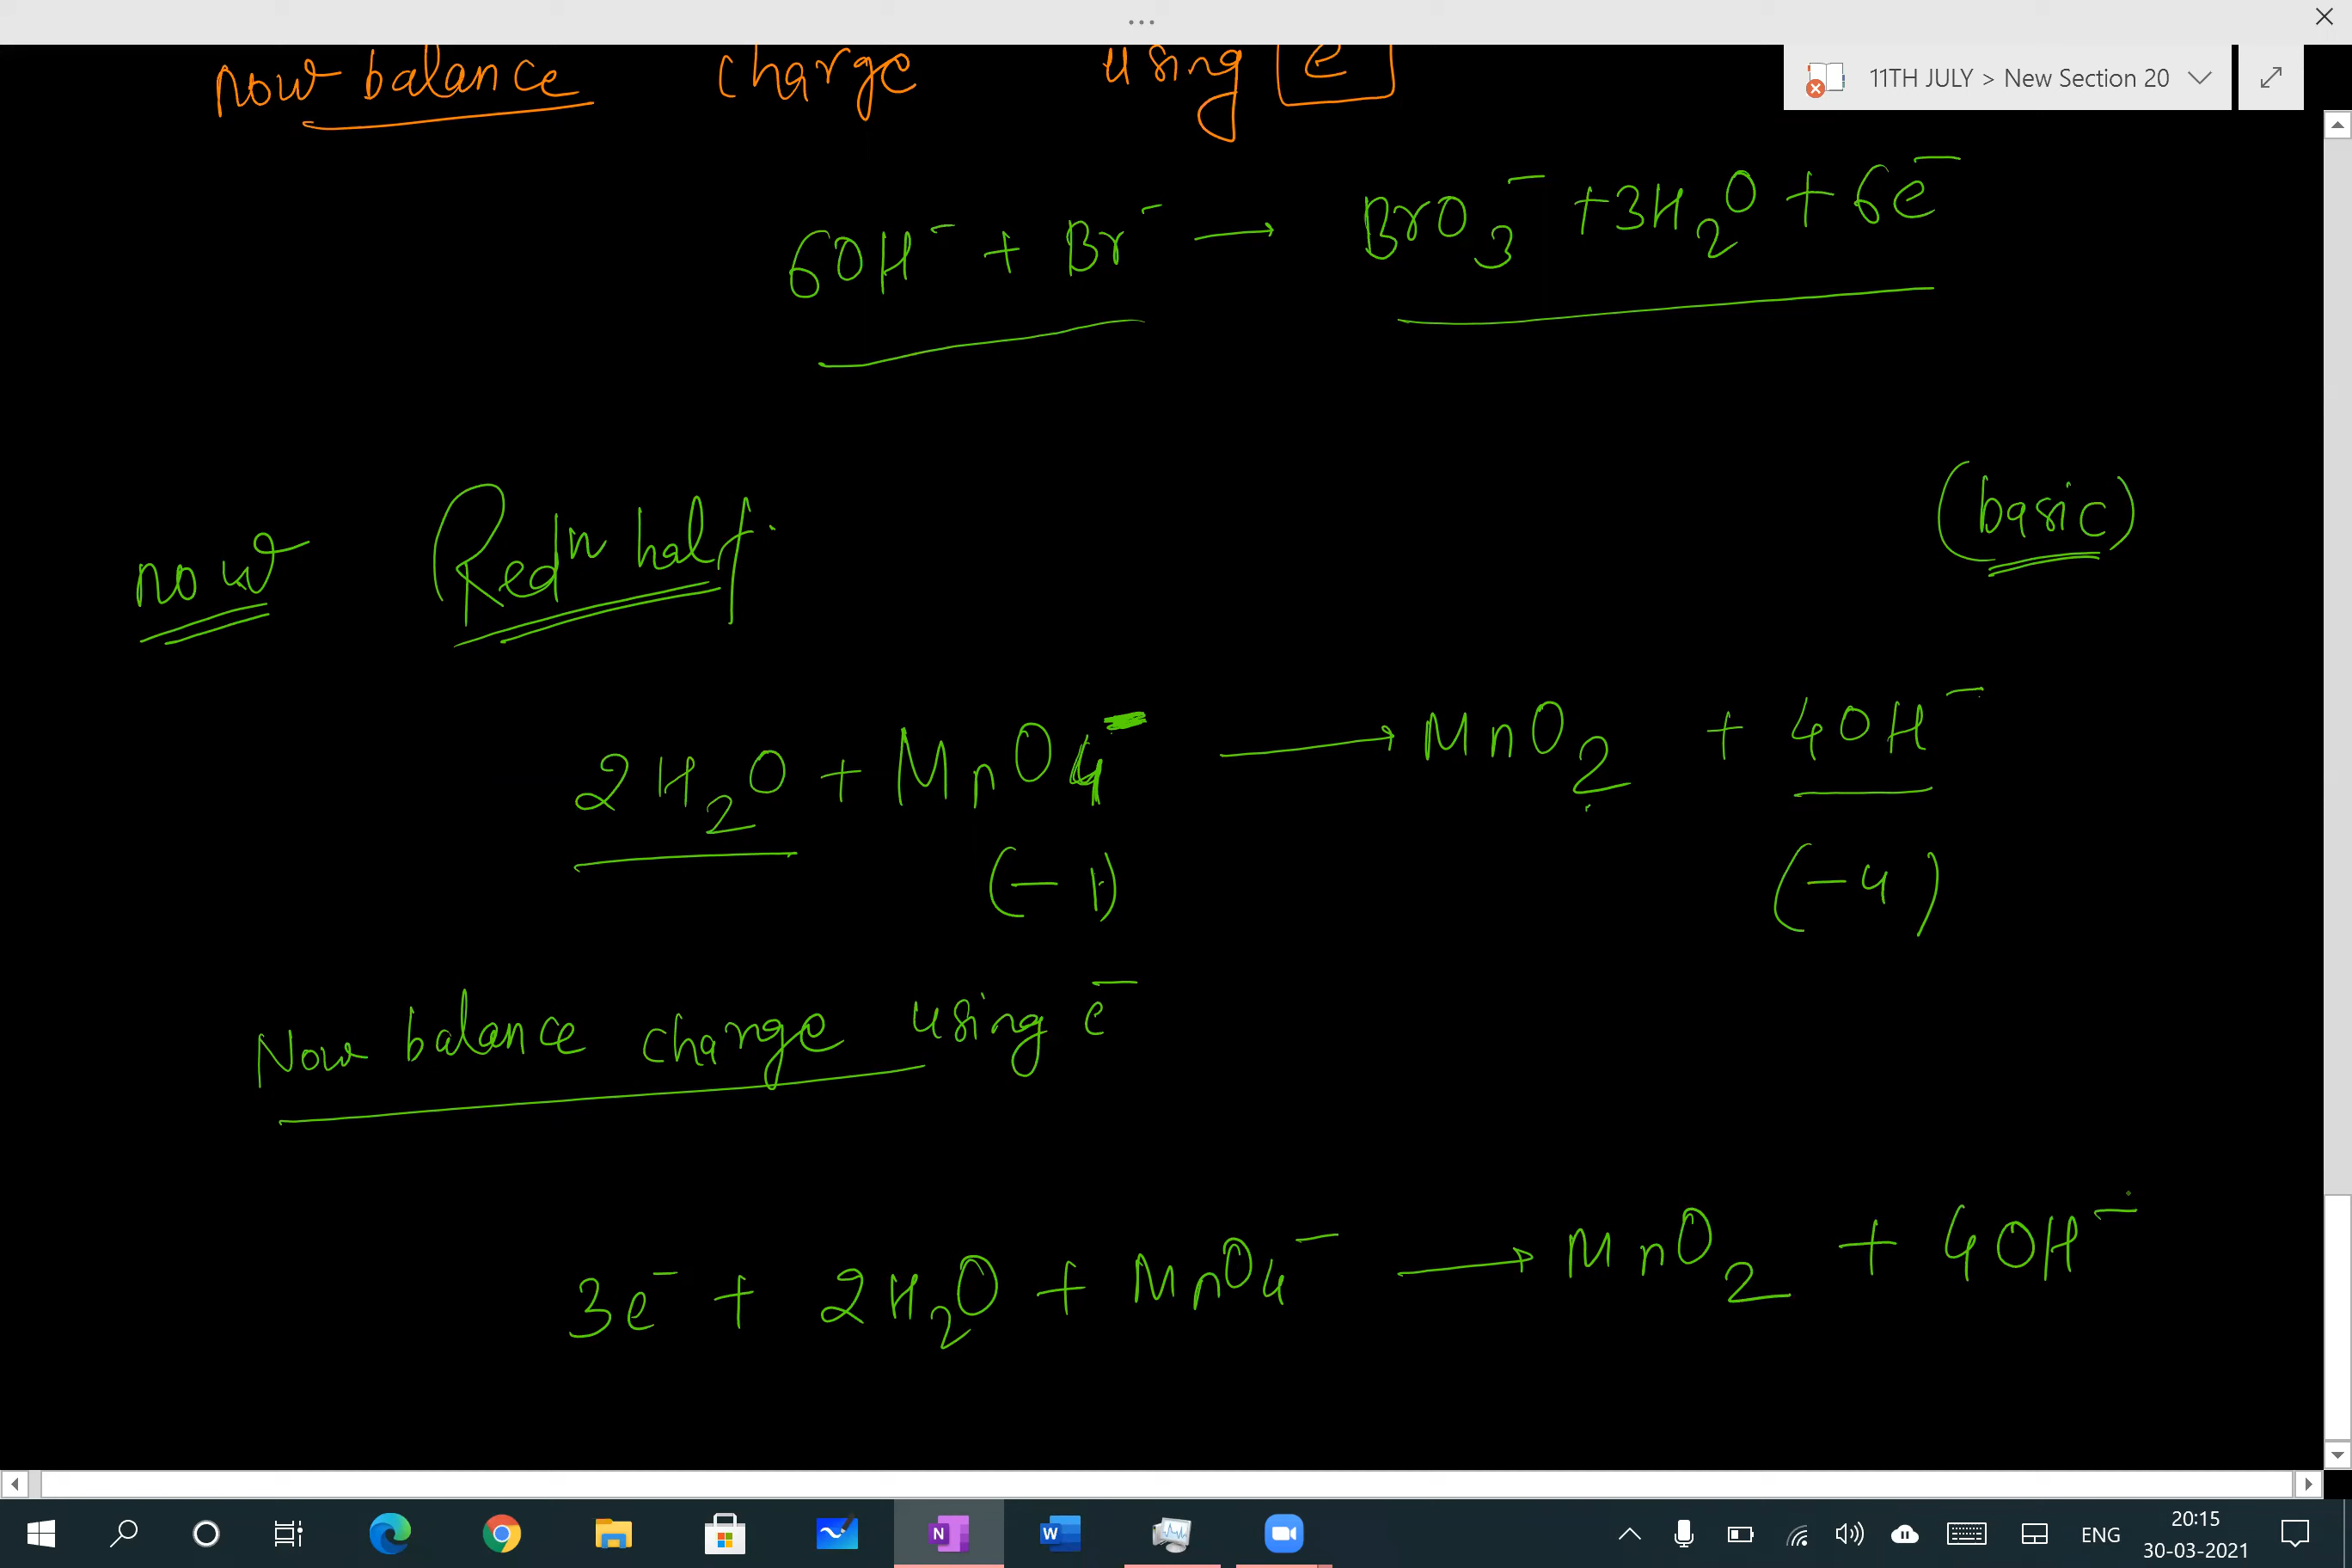 11TH JULY > New Section 20
now balance charge using e
6OH⁻ + Br⁻ → BrO₃⁻ + 3H₂O + 6e⁻
now Redⁿ half.
(basic)
2H₂O + MnO₄⁻ → MnO₂ + 4OH⁻
(-1) (-4)
Now balance charge using e⁻
3e⁻ + 2H₂O + MnO₄⁻ → MnO₂ + 4OH⁻
ENG
20:15
30-03-2021